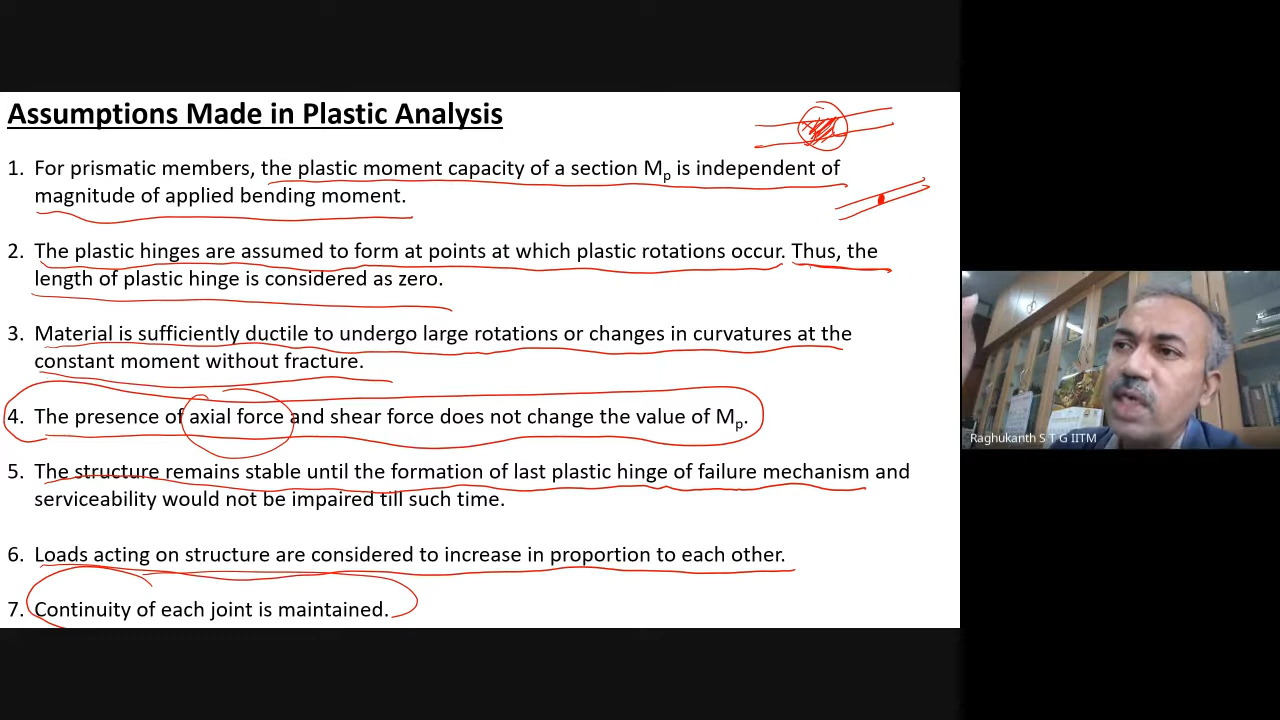 Assumptions Made in Plastic Analysis
1. For prismatic members, the plastic moment capacity of a section Mp is independent of
magnitude of applied bending moment.
2. The plastic hinges are assumed to form at points at which plastic rotations occur. Thus, the
length of plastic hinge is considered as zero.
3. Material is sufficiently ductile to undergo large rotations or changes in curvatures at the
constant moment without fracture.
4. The presence of axial force and shear force does not change the value of Mp.
5. The structure remains stable until the formation of last plastic hinge of failure mechanism and
serviceability would not be impaired till such time.
6. Loads acting on structure are considered to increase in proportion to each other.
7. Continuity of each joint is maintained.
Raghukanth S T G IITM